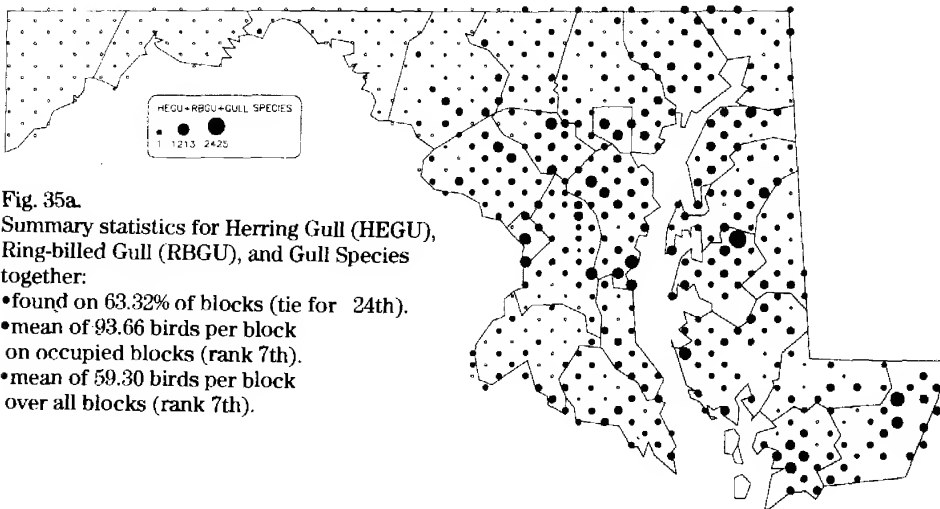 HEGU+RBGU+GULL SPECIES
1 1213 2425
Fig. 35a.
Summary statistics for Herring Gull (HEGU),
Ring-billed Gull (RBGU), and Gull Species
together:
•found on 63.32% of blocks (tie for 24th).
•mean of 93.66 birds per block
on occupied blocks (rank 7th).
•mean of 59.30 birds per block
over all blocks (rank 7th).